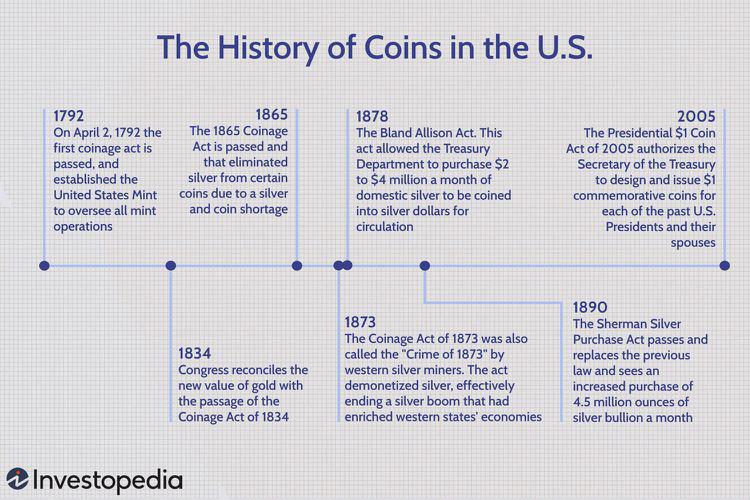 The History of Coins in the U.S.
1792
On April 2, 1792 the
first coinage act is
passed, and
established the
United States Mint
to oversee all mint
operations
1865
The 1865 Coinage
Act is passed and
that eliminated
silver from certain
coins due to a silver
and coin shortage
1878
The Bland Allison Act. This
act allowed the Treasury
Department to purchase $2
to $4 million a month of
domestic silver to be coined
into silver dollars for
circulation
2005
The Presidential $1 Coin
Act of 2005 authorizes the
Secretary of the Treasury
to design and issue $1
commemorative coins for
each of the past U.S.
Presidents and their
spouses
1834
Congress reconciles the
new value of gold with
the passage of the
Coinage Act of 1834
1873
The Coinage Act of 1873 was also
called the "Crime of 1873" by
western silver miners. The act
demonetized silver, effectively
ending a silver boom that had
enriched western states' economies
1890
The Sherman Silver
Purchase Act passes and
replaces the previous
law and sees an
increased purchase of
4.5 million ounces of
silver bullion a month
Investopedia